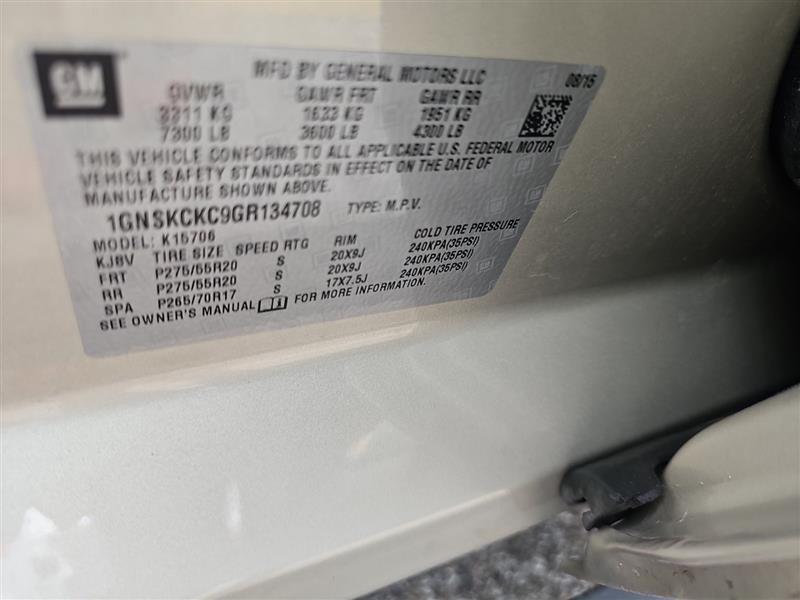 GM
MFD BY GENERAL MOTORS LLC 08/15
GVWR GAWR FRT GAWR RR
3311 KG 1633 KG 1951 KG
7300 LB 3600 LB 4300 LB
THIS VEHICLE CONFORMS TO ALL APPLICABLE U.S. FEDERAL MOTOR
VEHICLE SAFETY STANDARDS IN EFFECT ON THE DATE OF
MANUFACTURE SHOWN ABOVE.
1GNSKCKC9GR134708 TYPE: M.P.V.
MODEL: K15706
KJBV TIRE SIZE SPEED RTG RIM COLD TIRE PRESSURE
FRT P275/55R20 S 20X9J 240KPA(35PSI)
RR P275/55R20 S 20X9J 240KPA(35PSI)
SPA P265/70R17 S 17X7.5J 240KPA(35PSI)
SEE OWNER'S MANUAL FOR MORE INFORMATION.